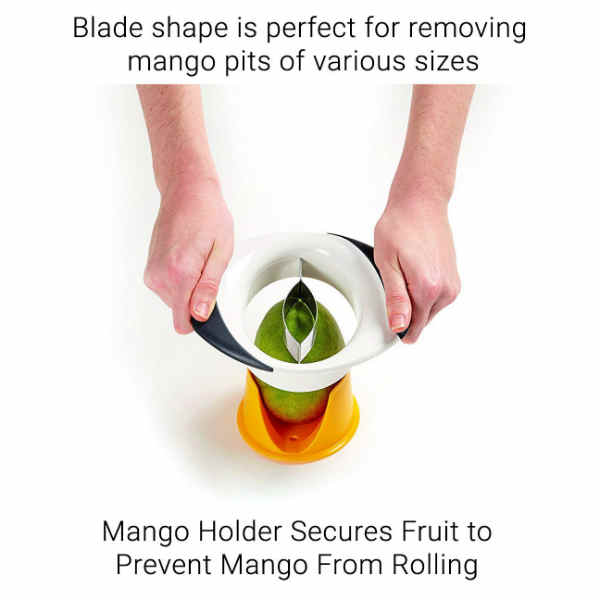 Blade shape is perfect for removing
mango pits of various sizes
Mango Holder Secures Fruit to
Prevent Mango From Rolling